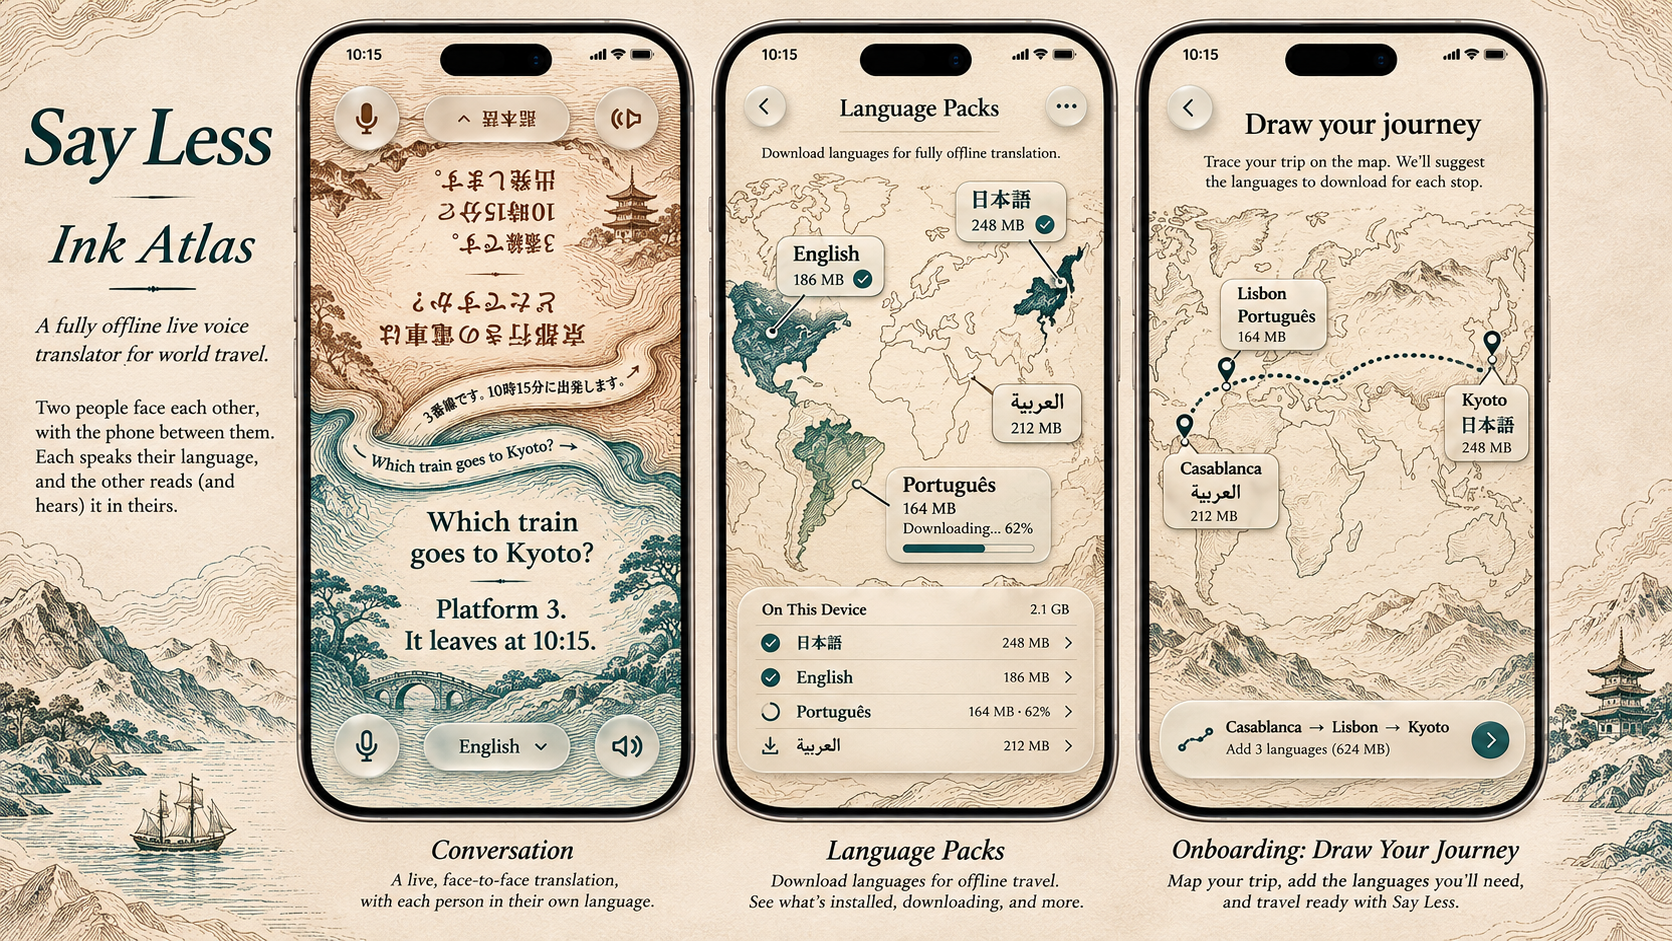 Say Less
Ink Atlas
A fully offline live voice
translator for world travel.
Two people face each other,
with the phone between them.
Each speaks their language,
and the other reads (and
hears) it in theirs.
10:15
日本語
京都行きの電車は
どたですか？
3番線です。
10時15分で
出発します。
3番線です。10時15分に出発します。→
← Which train goes to Kyoto? →
Which train
goes to Kyoto?
Platform 3.
It leaves at 10:15.
English
Conversation
A live, face-to-face translation,
with each person in their own language.
10:15
Language Packs
Download languages for fully offline translation.
日本語
248 MB
English
186 MB
العربية
212 MB
Português
164 MB
Downloading... 62%
On This Device 2.1 GB
日本語 248 MB
English 186 MB
Português 164 MB · 62%
العربية 212 MB
Language Packs
Download languages for offline travel.
See what's installed, downloading, and more.
10:15
Draw your journey
Trace your trip on the map. We'll suggest
the languages to download for each stop.
Lisbon
Português
164 MB
Kyoto
日本語
248 MB
Casablanca
العربية
212 MB
Casablanca → Lisbon → Kyoto
Add 3 languages (624 MB)
Onboarding: Draw Your Journey
Map your trip, add the languages you'll need,
and travel ready with Say Less.